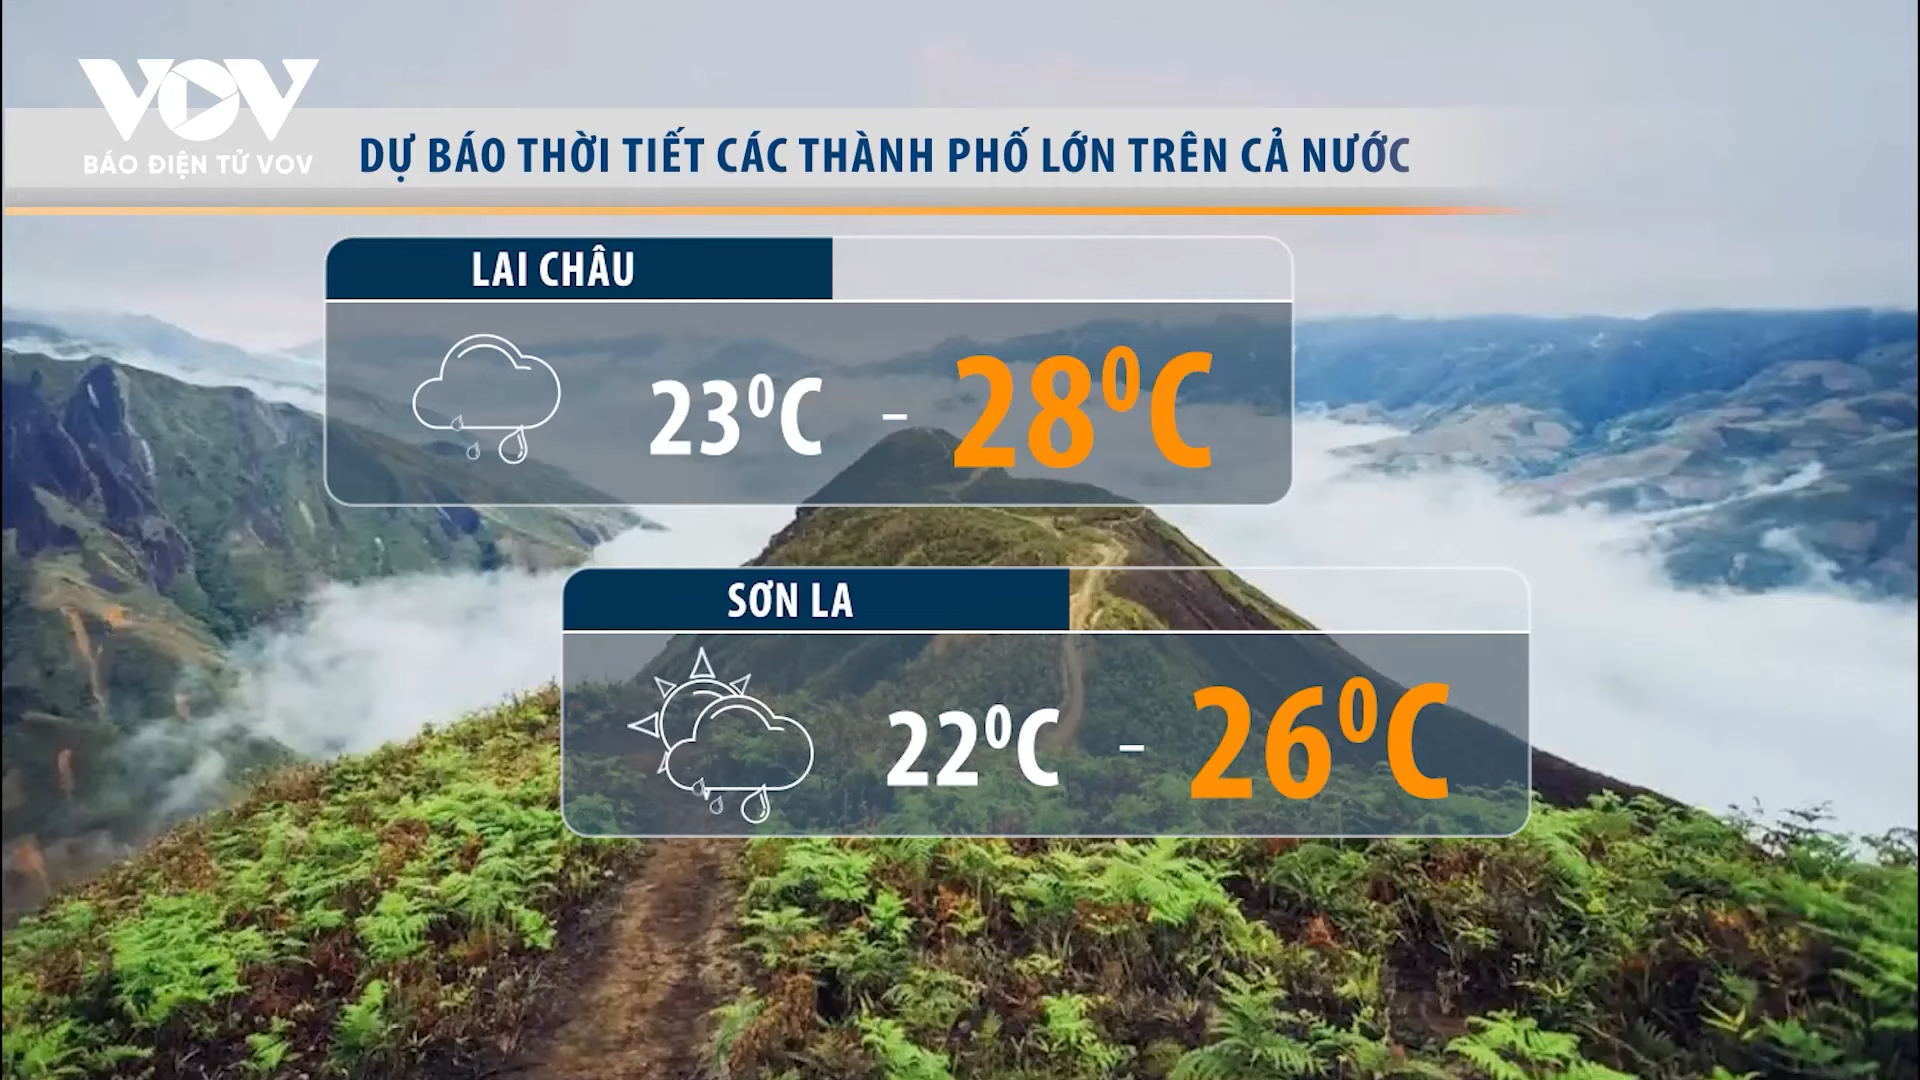 VOV
BÁO ĐIỆN TỬ VOV
DỰ BÁO THỜI TIẾT CÁC THÀNH PHỐ LỚN TRÊN CẢ NƯỚC
LAI CHÂU
23⁰C – 28⁰C
SƠN LA
22⁰C – 26⁰C